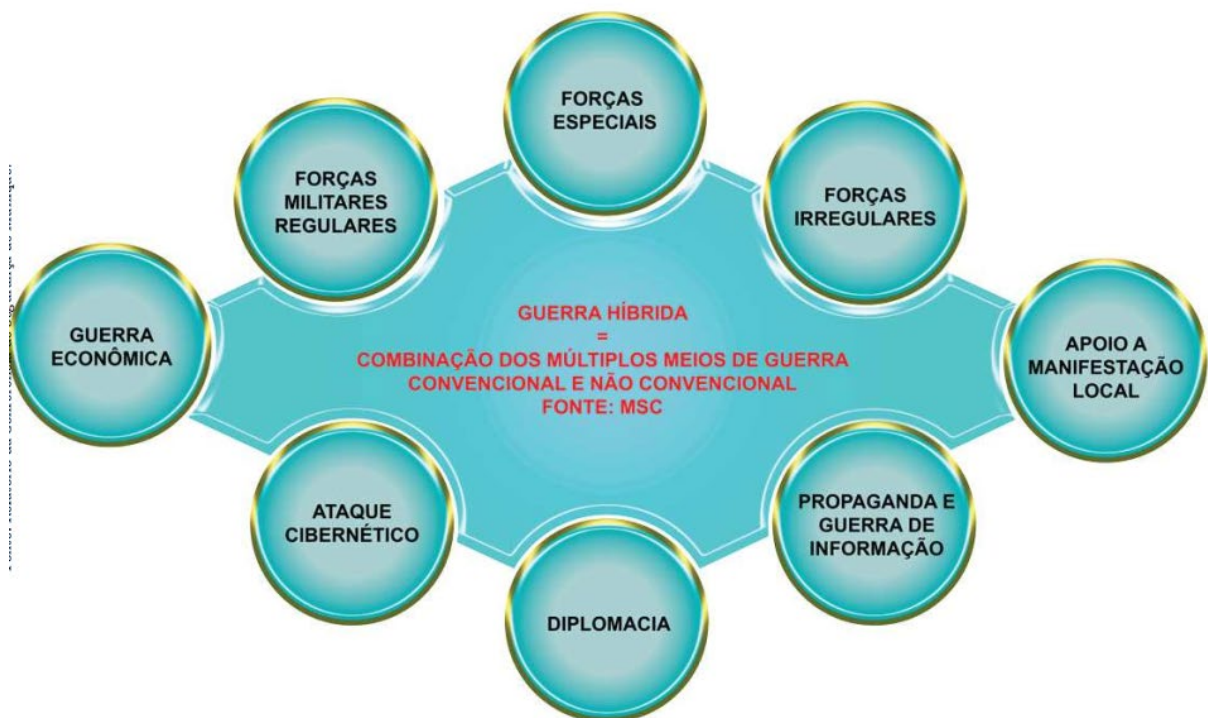 FORÇAS
ESPECIAIS
FORÇAS
MILITARES
REGULARES
FORÇAS
IRREGULARES
GUERRA
ECONÔMICA
GUERRA HÍBRIDA
=
COMBINAÇÃO DOS MÚLTIPLOS MEIOS DE GUERRA
CONVENCIONAL E NÃO CONVENCIONAL
FONTE: MSC
APOIO A
MANIFESTAÇÃO
LOCAL
ATAQUE
CIBERNÉTICO
PROPAGANDA E
GUERRA DE
INFORMAÇÃO
DIPLOMACIA